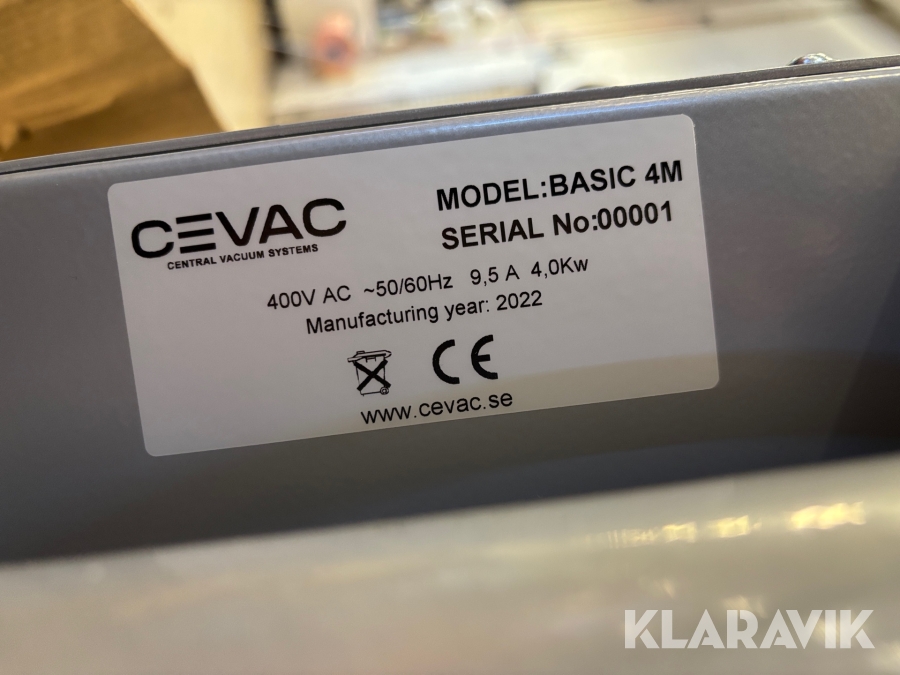 CEVAC
CENTRAL VACUUM SYSTEMS
MODEL:BASIC 4M
SERIAL No:00001
400V AC ~50/60Hz 9,5 A 4,0Kw
Manufacturing year: 2022
CE
www.cevac.se
KLARAVIK